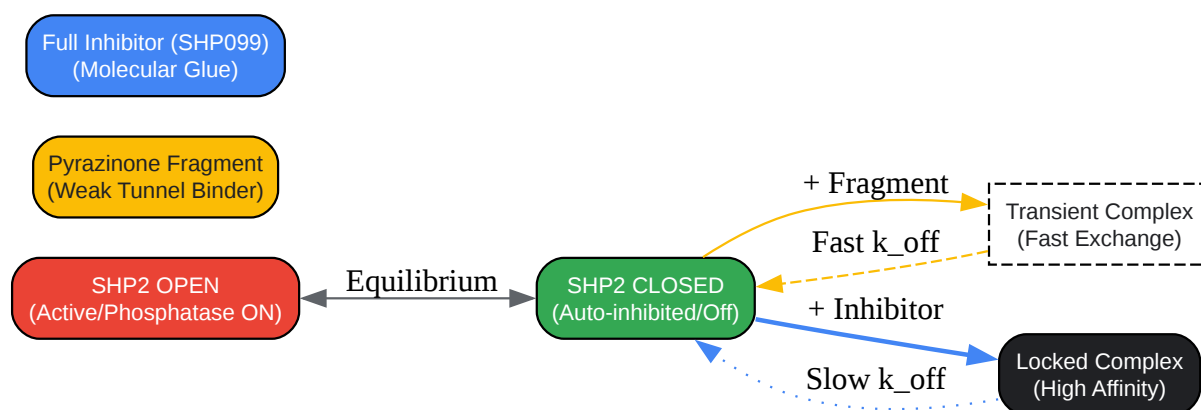 Full Inhibitor (SHP099)
(Molecular Glue)
Pyrazinone Fragment
(Weak Tunnel Binder)
SHP2 OPEN
(Active/Phosphatase ON)
Equilibrium
SHP2 CLOSED
(Auto-inhibited/Off)
+ Fragment
Fast k_off
Transient Complex
(Fast Exchange)
+ Inhibitor
Slow k_off
Locked Complex
(High Affinity)